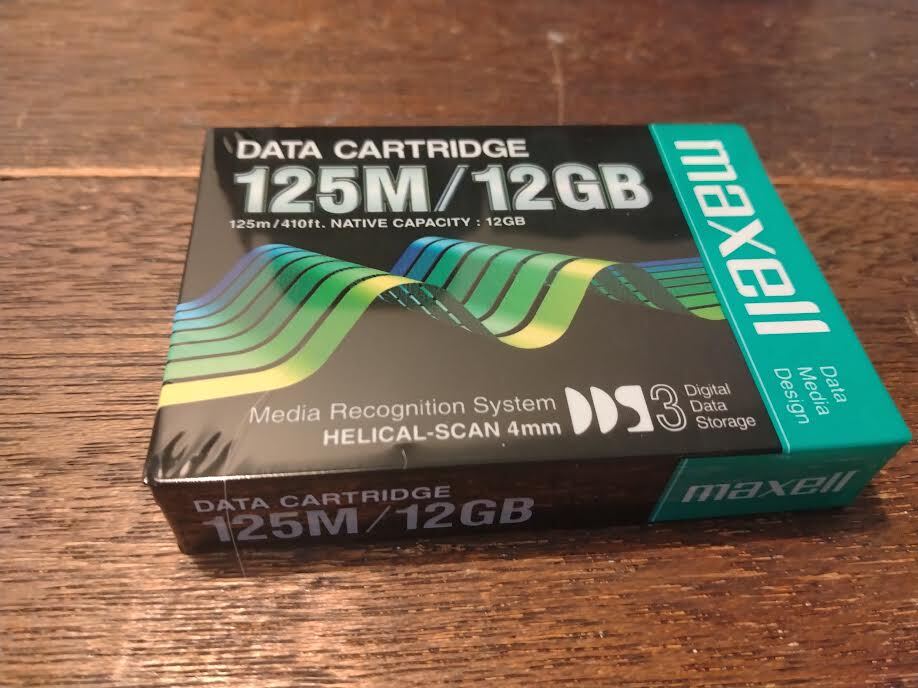 DATA CARTRIDGE
125M/12GB
125m/410ft. NATIVE CAPACITY : 12GB
maxell
Data
Media
Design
Media Recognition System
HELICAL-SCAN 4mm
DDS3
Digital
Data
Storage
DATA CARTRIDGE
125M/12GB
maxell